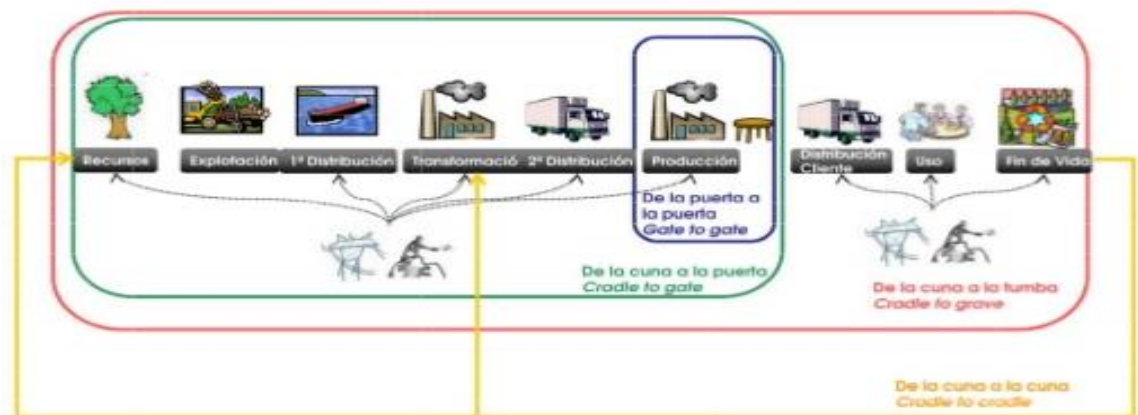 Recursos
Explotación
1ª Distribución
Transformació
2ª Distribución
Producción
Distribución
Cliente
Uso
Fin de Vida
De la puerta a
la puerta
Gate to gate
De la cuna a la puerta
Cradle to gate
De la cuna a la tumba
Cradle to grave
De la cuna a la cuna
Cradle to cradle